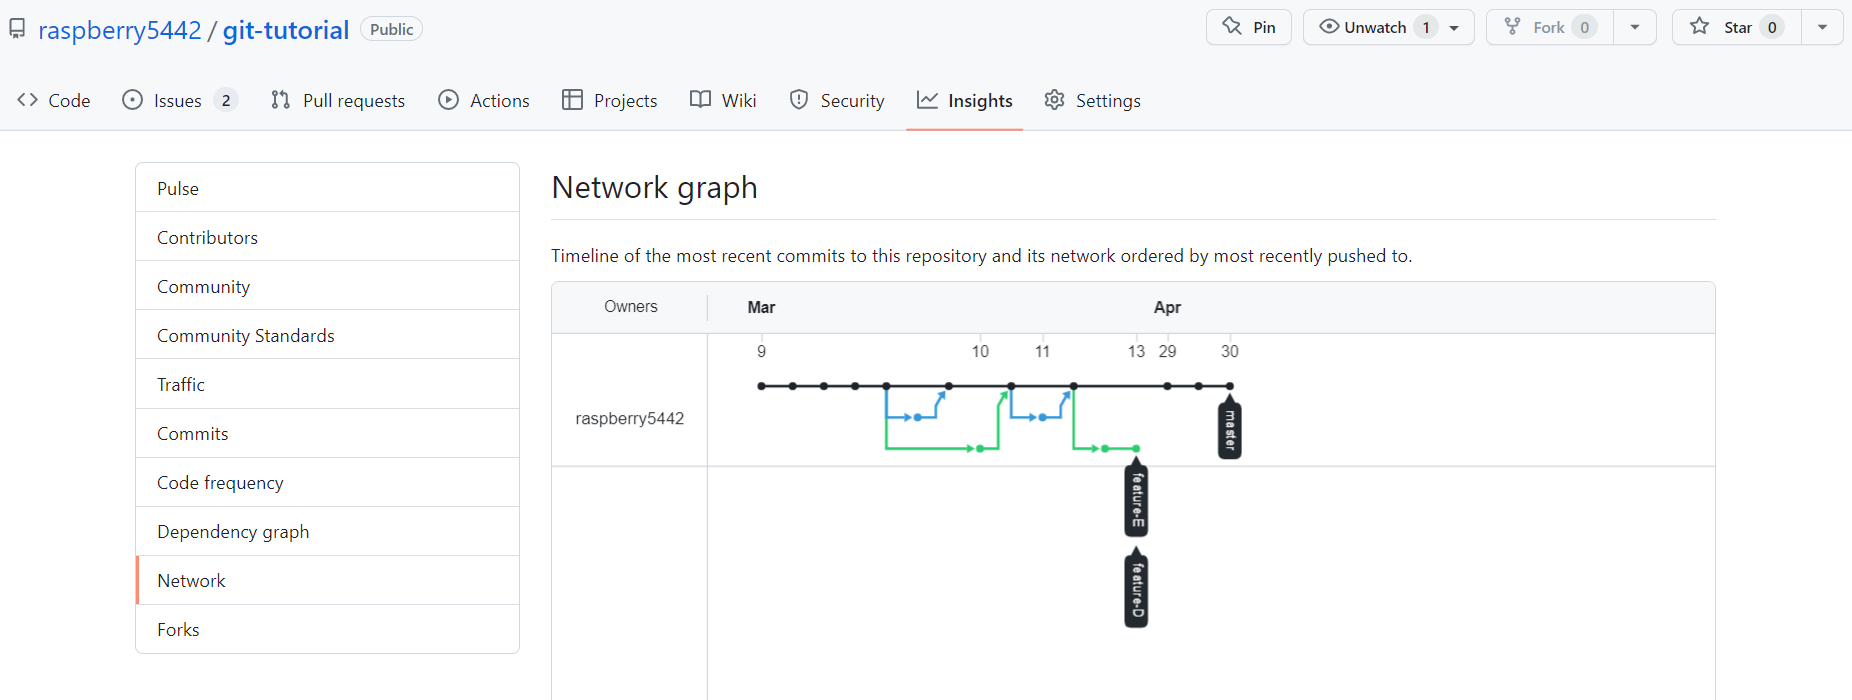 raspberry5442 / git-tutorial Public Pin Unwatch 1 Fork 0 Star 0
Code Issues 2 Pull requests Actions Projects Wiki Security Insights Settings
Pulse
Contributors
Community
Community Standards
Traffic
Commits
Code frequency
Dependency graph
Network
Forks
Network graph
Timeline of the most recent commits to this repository and its network ordered by most recently pushed to.
Owners Mar Apr
9 10 11 13 29 30
raspberry5442
master
feature-E
feature-D